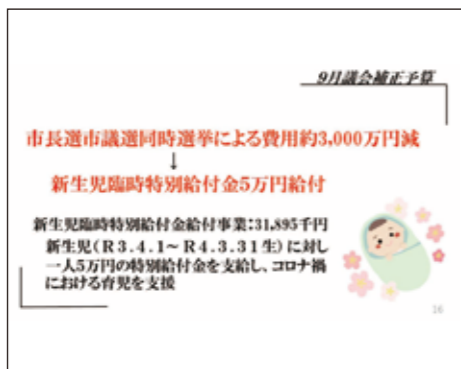 9月議会補正予算
市長選市議選同時選挙による費用約3,000万円減
↓
新生児臨時特別給付金5万円給付
新生児臨時特別給付金給付事業:31,895千円
新生児(R3.4.1~R4.3.31生)に対し
一人5万円の特別給付金を支給し、コロナ禍
における育児を支援
16